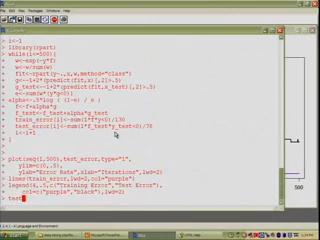 > i<-1
> library(rpart)
> while(i<=500){
+ w<-exp(-y*f)
+ w<-w/sum(w)
+ fit<-rpart(y~.,x,w,method="class")
+ g<--1+2*(predict(fit,x)[,2]>.5)
+ g_test<--1+2*(predict(fit,x_test)[,2]>.5)
+ e<-sum(w*(y*g<0))
+ alpha<-.5*log ( (1-e) / e )
+ f<-f+alpha*g
+ f_test<-f_test+alpha*g_test
+ train_error[i]<-sum(1*f*y<0)/130
+ test_error[i]<-sum(1*f_test*y_test<0)/78
+ i<-i+1
+ }
>
> plot(seq(1,500),test_error,type="l",
+ ylim=c(0,.5),
+ ylab="Error Rate",xlab="Iterations",lwd=2)
> lines(train_error,lwd=2,col="purple")
> legend(4,.5,c("Training Error","Test Error"),
+ col=c("purple","black"),lwd=2)
> test
500